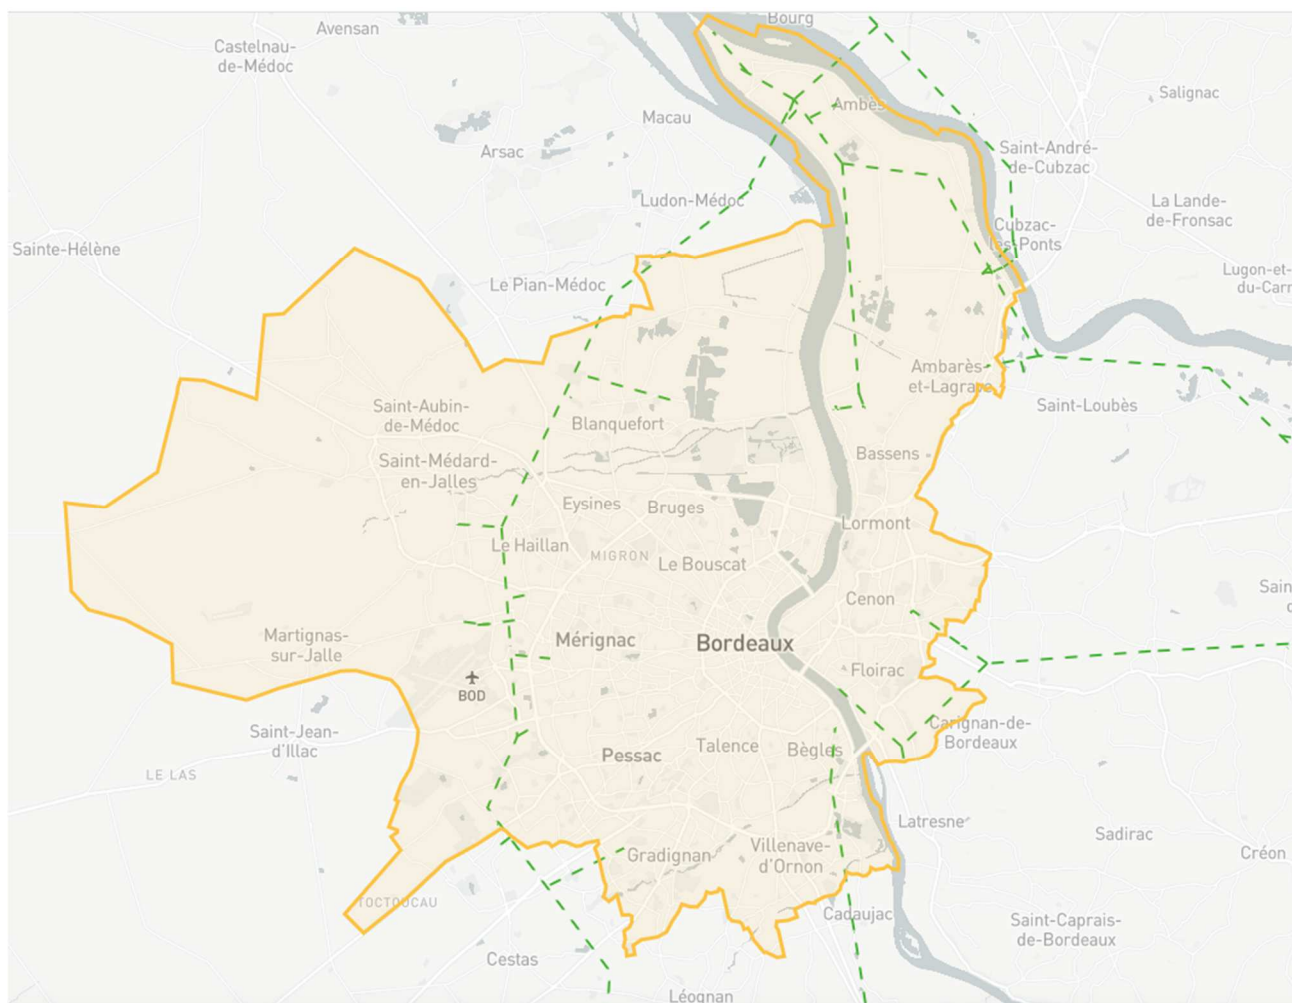 Bourg
Avensan
Castelnau-
de-Médoc
Salignac
Ambès
Macau
Arsac
Saint-André-
de-Cubzac
Ludon-Médoc
La Lande-
de-Fronsac
Cubzac-
les-Ponts
Sainte-Hélène
Lugon-et-
du-Carn
Le Pian-Médoc
Ambarès-
et-Lagrave
Saint-Aubin-
de-Médoc
Saint-Loubès
Blanquefort
Bassens
Saint-Médard-
en-Jalles
Eysines
Bruges
Lormont
Le Haillan
MIGRON
Le Bouscat
Sain
Cenon
Martignas-
sur-Jalle
Mérignac
Bordeaux
Floirac
BOD
Saint-Jean-
d'Illac
Carignan-de-
Bordeaux
Talence
Bègles
Pessac
LE LAS
Latresne
Sadirac
Villenave-
d'Ornon
Gradignan
Créon
TOCTOUCAU
Cadaujac
Saint-Caprais-
de-Bordeaux
Cestas
Léognan